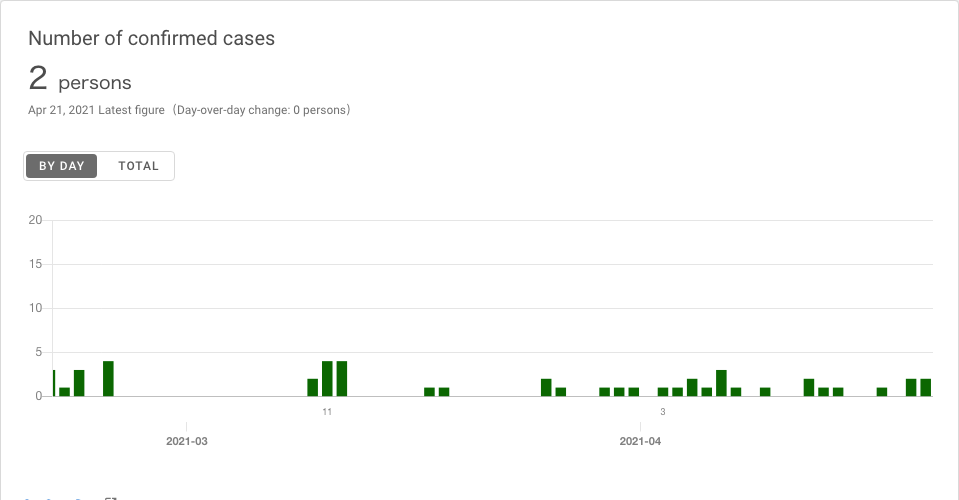 Number of confirmed cases
2 persons
Apr 21, 2021 Latest figure (Day-over-day change: 0 persons)
BY DAY TOTAL
20
15
10
5
0
11 3
2021-03 2021-04